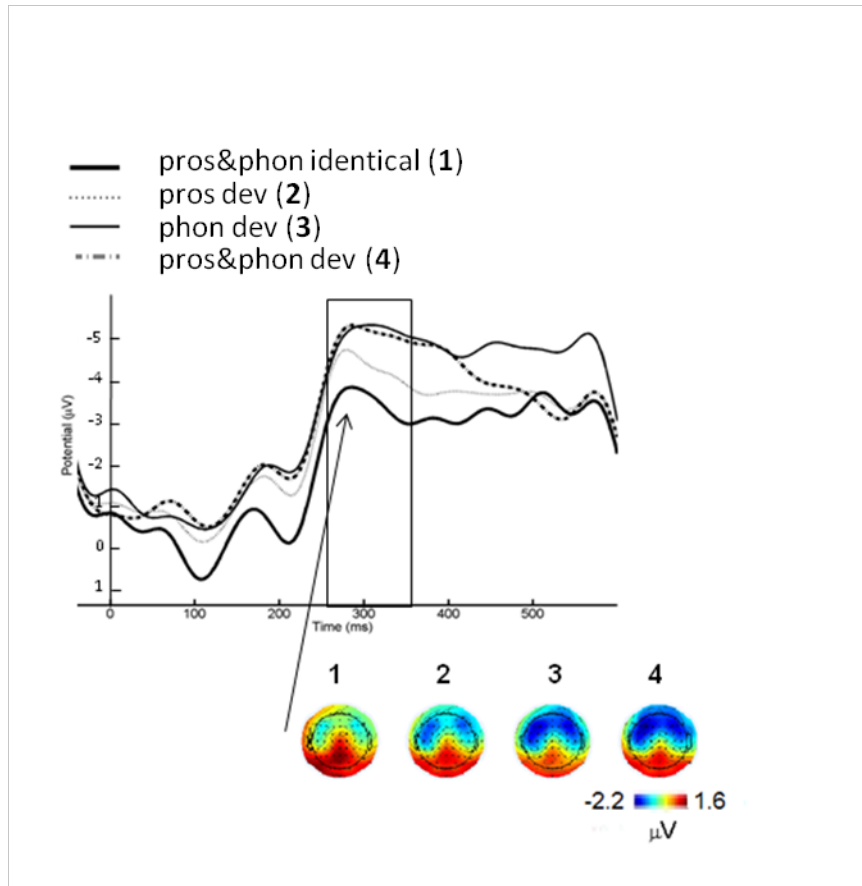 pros&phon identical (1)
pros dev (2)
phon dev (3)
pros&phon dev (4)
-5
-4
-3
-2
1
0
1
Potential (μV)
0 100 200 300 400 500
Time (ms)
1 2 3 4
-2.2 1.6
μV